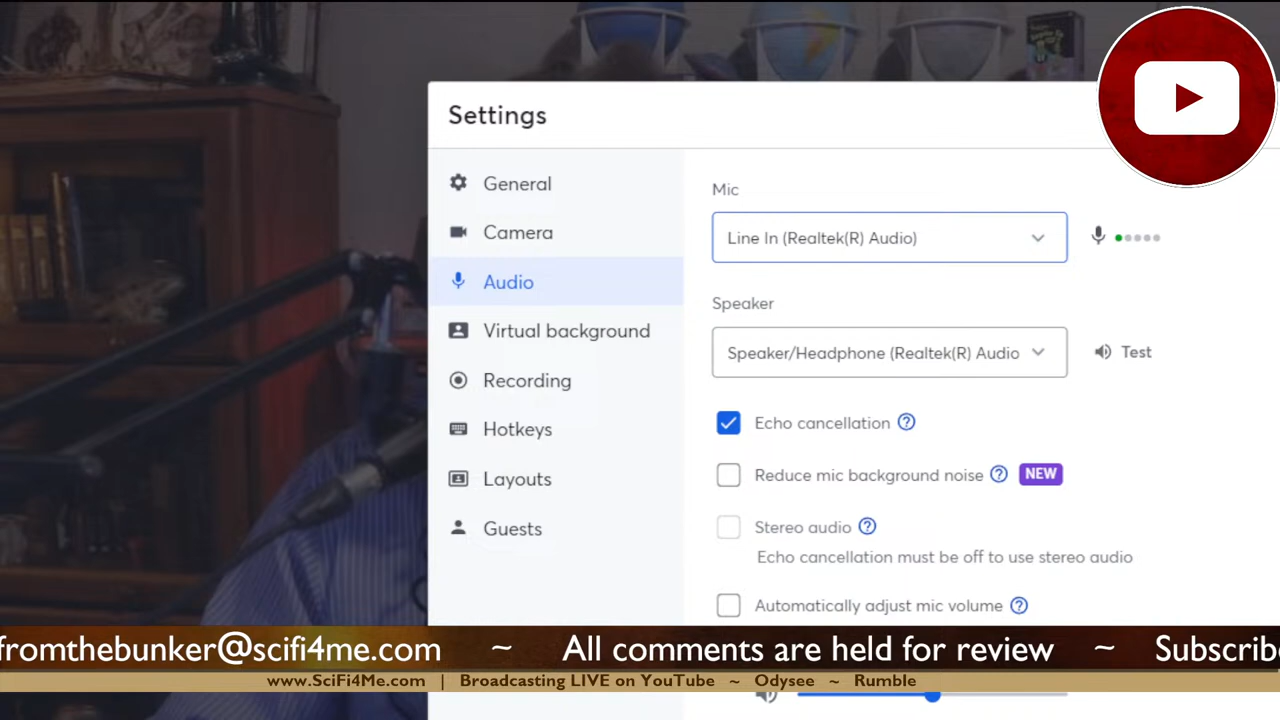 Settings
General
Camera
Audio
Virtual background
Recording
Hotkeys
Layouts
Guests
Mic
Line In (Realtek(R) Audio)
Speaker
Speaker/Headphone (Realtek(R) Audio
Test
Echo cancellation
Reduce mic background noise NEW
Stereo audio
Echo cancellation must be off to use stereo audio
Automatically adjust mic volume
fromthebunker@scifi4me.com ~ All comments are held for review ~ Subscrib
www.SciFi4Me.com | Broadcasting LIVE on YouTube ~ Odysee ~ Rumble